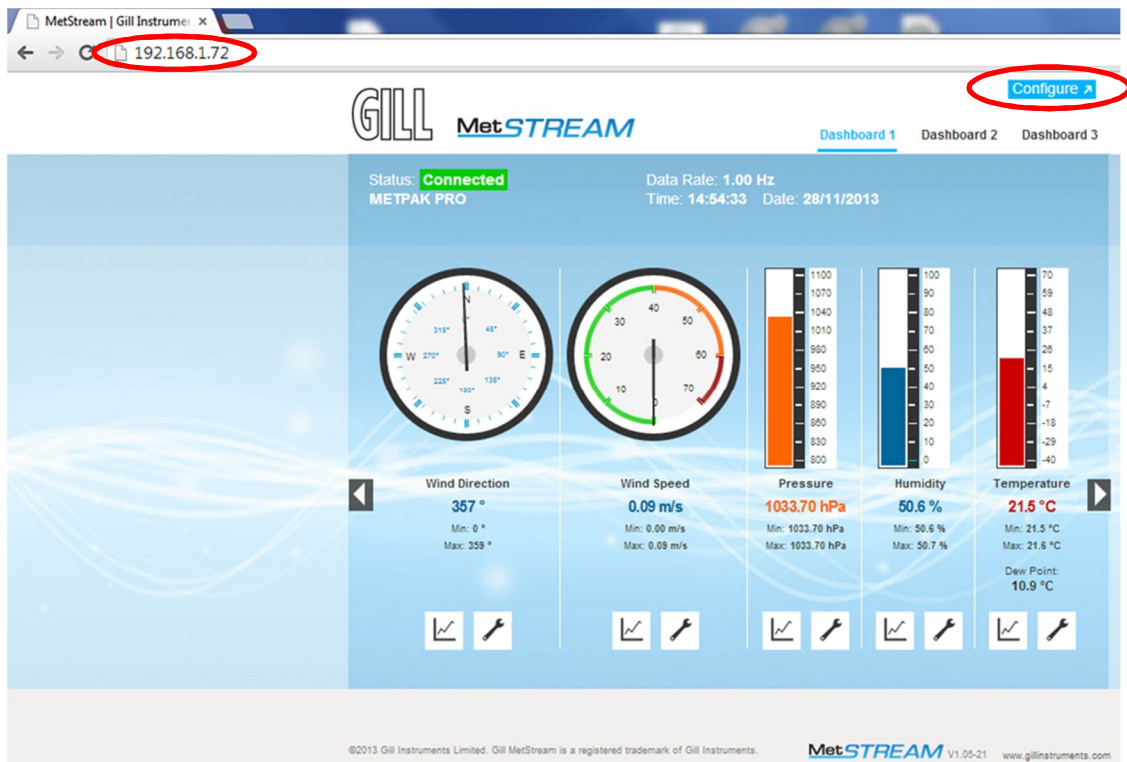 MetStream | Gill Instrume
192.168.1.72
Configure
GILL MetSTREAM
Dashboard 1 Dashboard 2 Dashboard 3
Status: Connected
METPAK PRO
Data Rate: 1.00 Hz
Time: 14:54:33 Date: 28/11/2013
N
0°
45°
90°
E
135°
180°
S
225°
W
270°
315°
0
10
20
30
40
50
60
70
1100
1070
1040
1010
980
950
920
890
860
830
800
100
90
80
70
60
50
40
30
20
10
0
70
59
48
37
26
15
4
-7
-18
-29
-40
Wind Direction
357 °
Min: 0 °
Max: 359 °
Wind Speed
0.09 m/s
Min: 0.00 m/s
Max: 0.09 m/s
Pressure
1033.70 hPa
Min: 1033.70 hPa
Max: 1033.70 hPa
Humidity
50.6 %
Min: 50.6 %
Max: 50.7 %
Temperature
21.5 °C
Min: 21.5 °C
Max: 21.6 °C
Dew Point:
10.9 °C
©2013 Gill Instruments Limited. Gill MetStream is a registered trademark of Gill Instruments.
MetSTREAM V1.05-21 www.gillinstruments.com